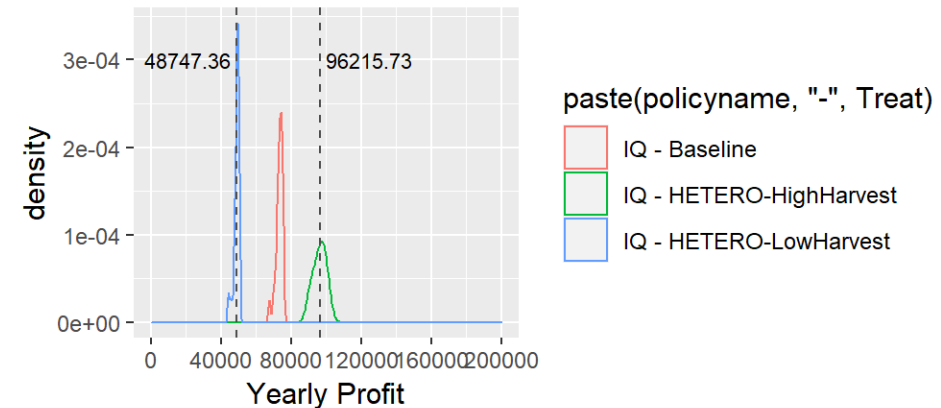 3e-04
2e-04
1e-04
0e+00
density
48747.36
96215.73
0
40000
80000
120000
160000
200000
Yearly Profit
paste(policyname, "-", Treat)
IQ - Baseline
IQ - HETERO-HighHarvest
IQ - HETERO-LowHarvest